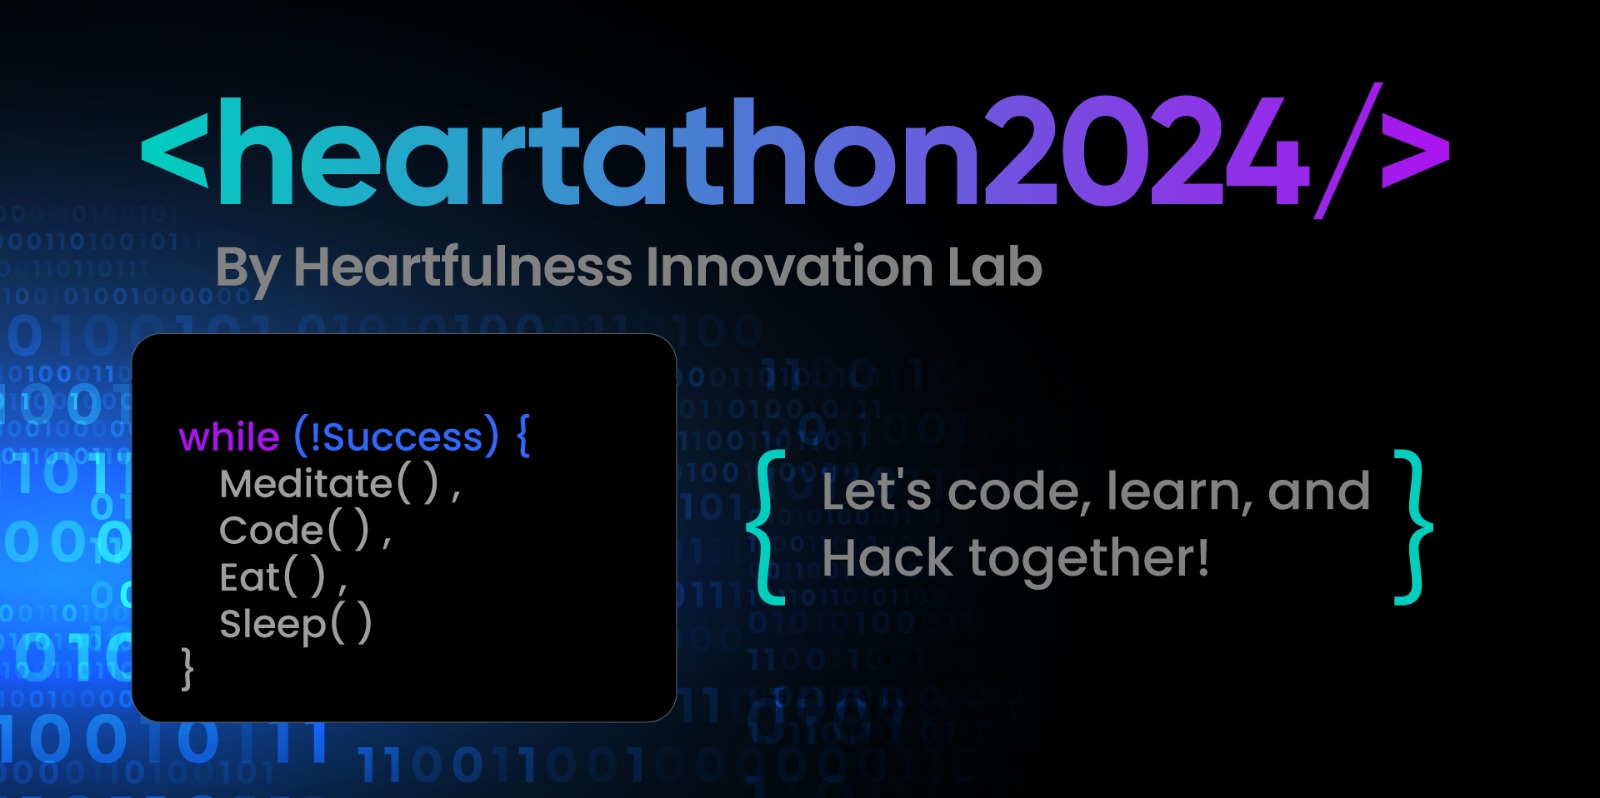 <heartathon2024/>
By Heartfulness Innovation Lab
while (!Success) {
Meditate( ) ,
Code( ) ,
Eat( ) ,
Sleep( )
}
{ Let's code, learn, and
Hack together! }